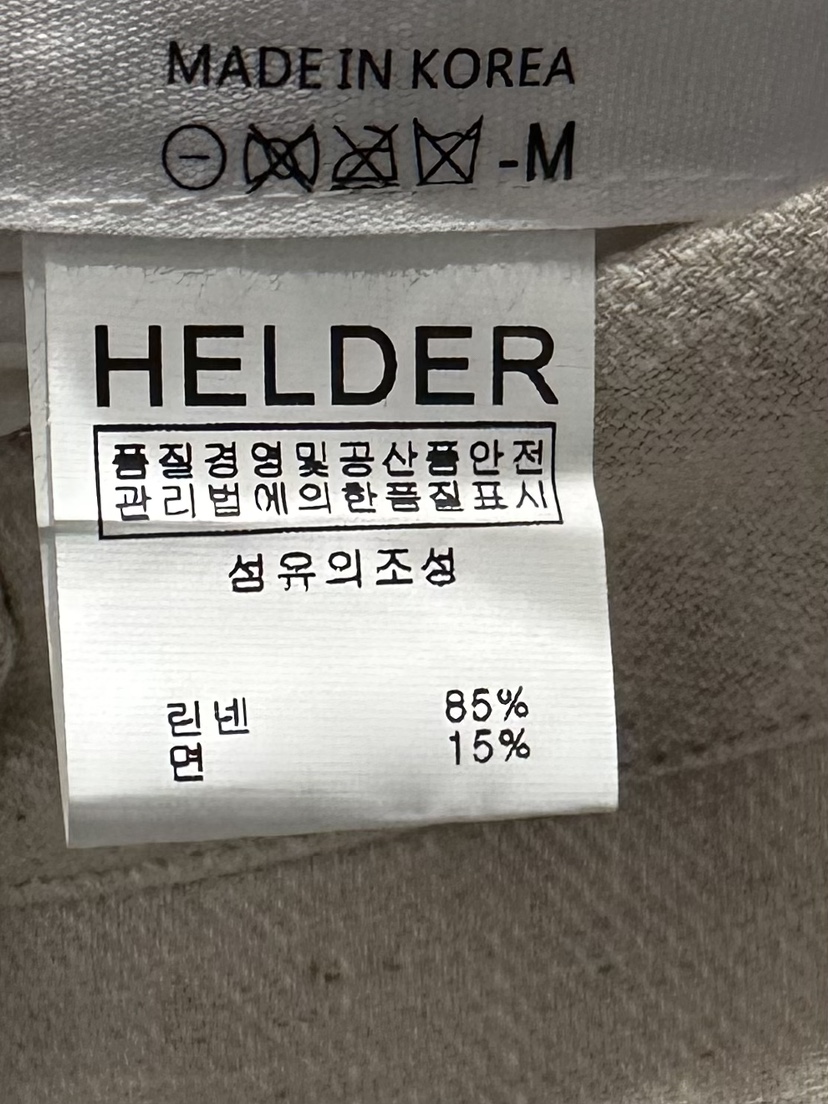 MADE IN KOREA
-M
HELDER
품질경영및공산품안전
관리법에의한품질표시
섬유의조성
린넨 85%
면 15%